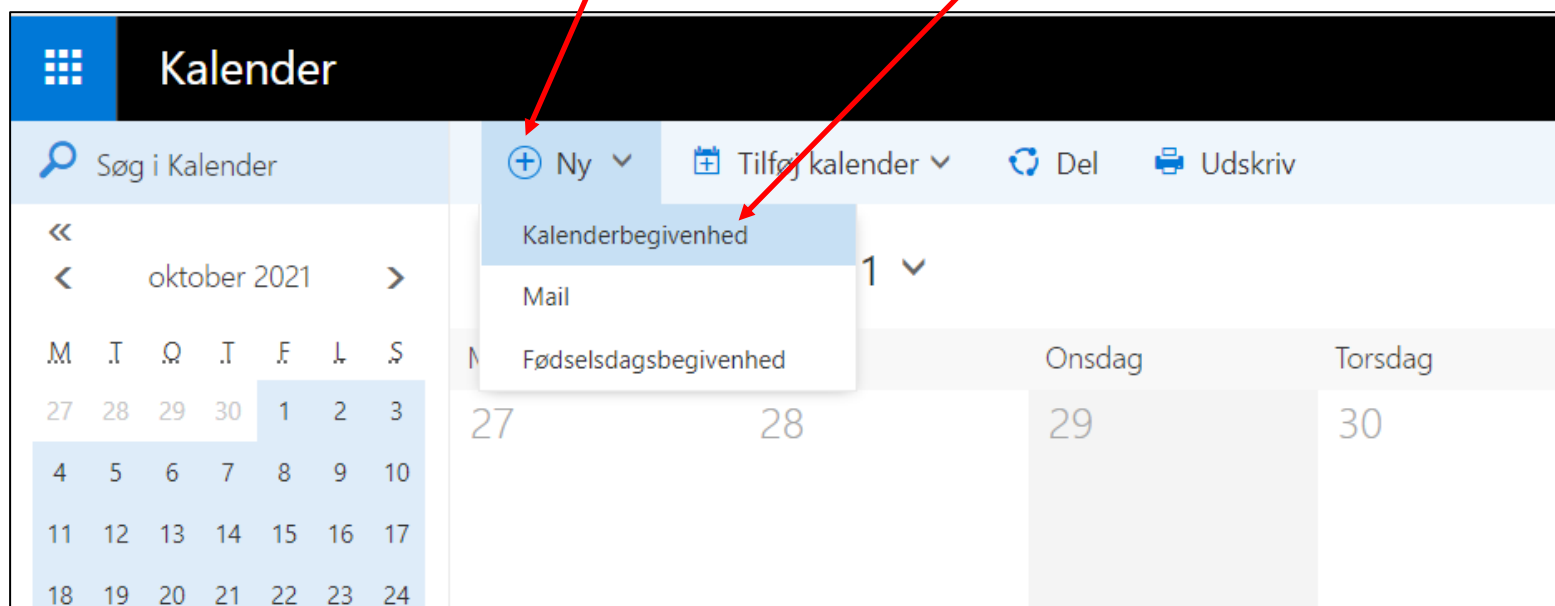 Kalender
Søg i Kalender
Ny
Tilføj kalender
Del
Udskriv
Kalenderbegivenhed
Mail
Fødselsdagsbegivenhed
oktober 2021
M T O T F L S
27 28 29 30 1 2 3
4 5 6 7 8 9 10
11 12 13 14 15 16 17
18 19 20 21 22 23 24
1
M Onsdag Torsdag
27 28 29 30